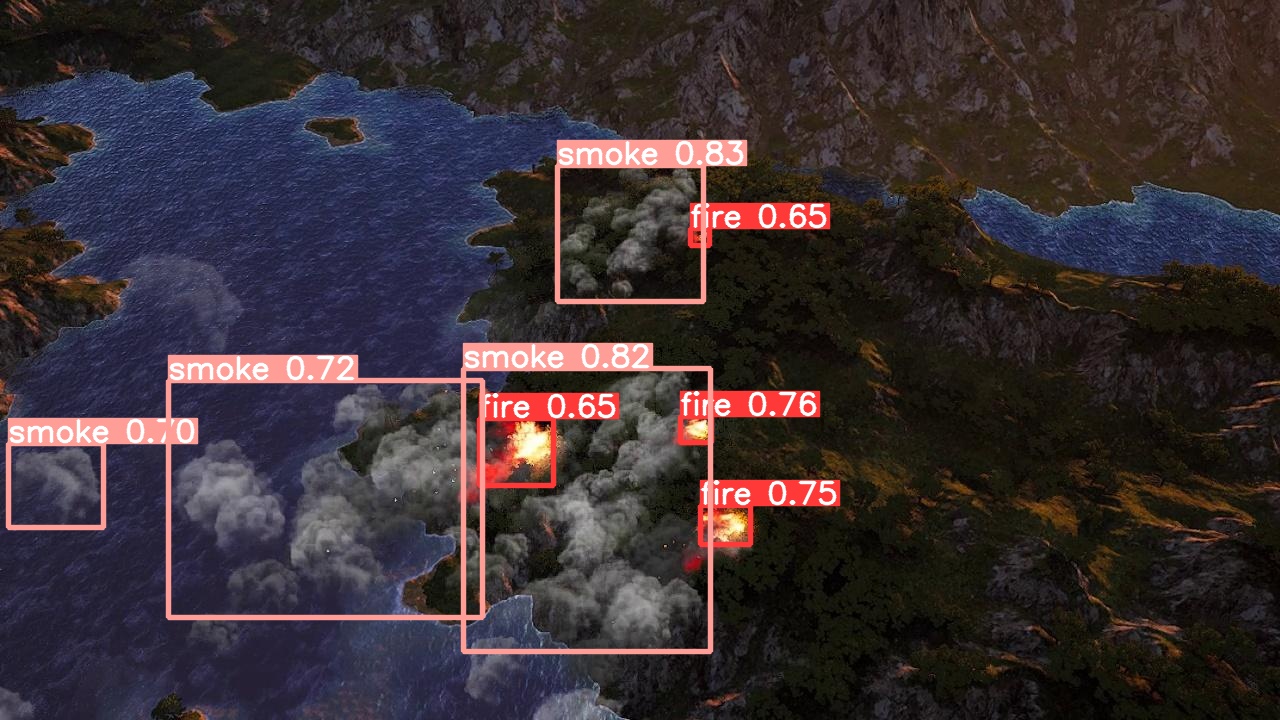 smoke 0.83
fire 0.65
smoke 0.82
smoke 0.72
fire 0.65
fire 0.76
smoke 0.70
fire 0.75